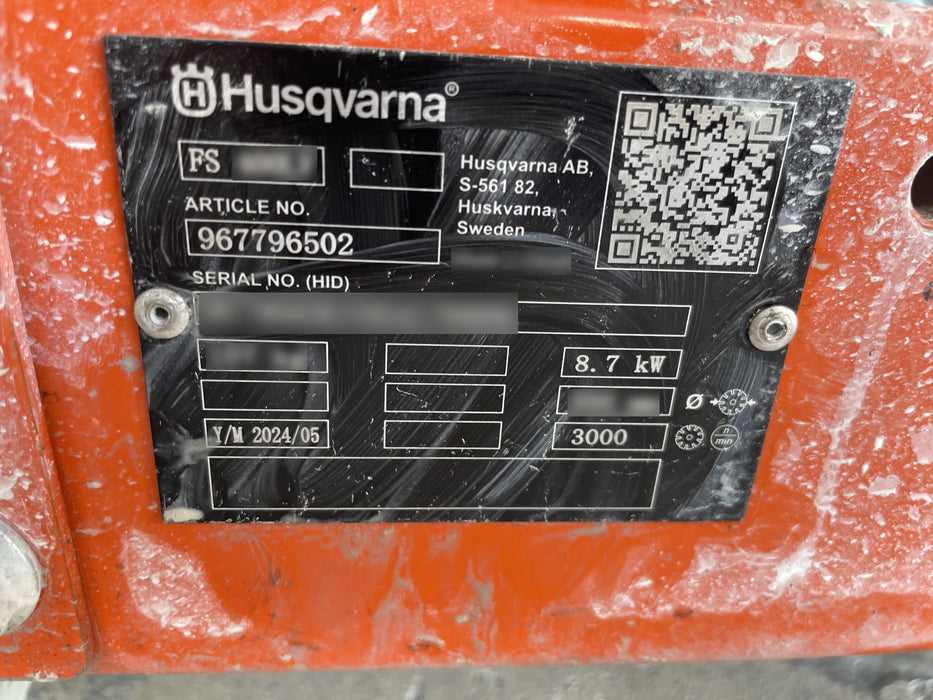 Husqvarna®
FS
Husqvarna AB,
S-561 82,
Huskvarna,
Sweden
ARTICLE NO.
967796502
SERIAL NO. (HID)
8.7 kW
Ø
Y/M 2024/05
3000
n/min